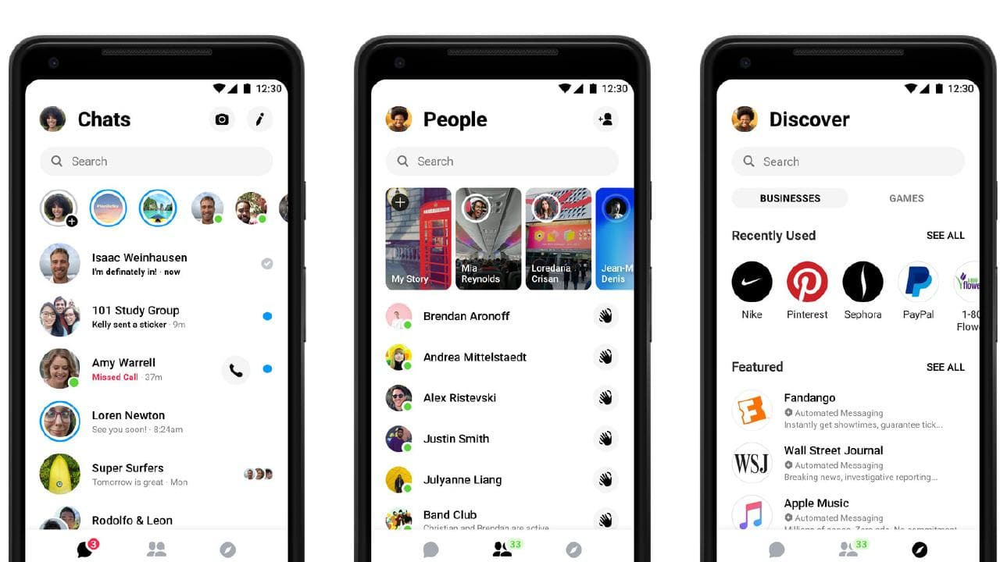 12:30
Chats
Search
Isaac Weinhausen
I'm definately in! · now
101 Study Group
Kelly sent a sticker · 9m
Amy Warrell
Missed Call · 37m
Loren Newton
See you soon! · 8:24am
Super Surfers
Tomorrow is great · Mon
Rodolfo & Leon
3
12:30
People
Search
My Story
Mia
Reynolds
Loredana
Crisan
Jean-M
Denis
Brendan Aronoff
Andrea Mittelstaedt
Alex Ristevski
Justin Smith
Julyanne Liang
Band Club
Christian and Brendan are active
33
12:30
Discover
Search
BUSINESSES GAMES
Recently Used SEE ALL
Nike
Pinterest
Sephora
PayPal
1-80
Flow
Featured SEE ALL
Fandango
Automated Messaging
Instantly get showtimes, guarantee tick...
WSJ
Wall Street Journal
Automated Messaging
Breaking news, investigative reporting...
Apple Music
Automated Messaging
Millions of songs. Zero ads. No commitment
33